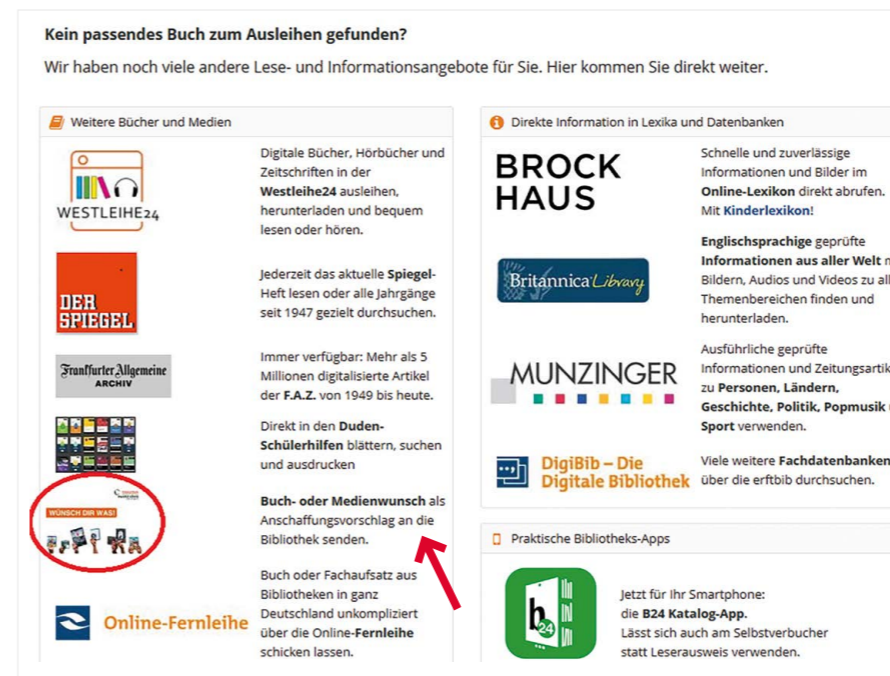 Kein passendes Buch zum Ausleihen gefunden?
Wir haben noch viele andere Lese- und Informationsangebote für Sie. Hier kommen Sie direkt weiter.
Weitere Bücher und Medien
WESTLEIHE24
Digitale Bücher, Hörbücher und
Zeitschriften in der
Westleihe24 ausleihen,
herunterladen und bequem
lesen oder hören.
DER
SPIEGEL
Jederzeit das aktuelle Spiegel-
Heft lesen oder alle Jahrgänge
seit 1947 gezielt durchsuchen.
Frankfurter Allgemeine
ARCHIV
Immer verfügbar: Mehr als 5
Millionen digitalisierte Artikel
der F.A.Z. von 1949 bis heute.
Direkt in den Duden-
Schülerhilfen blättern, suchen
und ausdrucken
WÜNSCH DIR WAS!
Buch- oder Medienwunsch als
Anschaffungsvorschlag an die
Bibliothek senden.
Online-Fernleihe
Buch oder Fachaufsatz aus
Bibliotheken in ganz
Deutschland unkompliziert
über die Online-Fernleihe
schicken lassen.
Direkte Information in Lexika und Datenbanken
BROCK
HAUS
Schnelle und zuverlässige
Informationen und Bilder im
Online-Lexikon direkt abrufen.
Mit Kinderlexikon!
Britannica Library
Englischsprachige geprüfte
Informationen aus aller Welt
Bildern, Audios und Videos zu
Themenbereichen finden und
herunterladen.
MUNZINGER
Ausführliche geprüfte
Informationen und Zeitungsartik
zu Personen, Ländern,
Geschichte, Politik, Popmusik
Sport verwenden.
DigiBib – Die
Digitale Bibliothek
Viele weitere Fachdatenbanken
über die erftbib durchsuchen.
Praktische Bibliotheks-Apps
b24
Jetzt für Ihr Smartphone:
die B24 Katalog-App.
Lässt sich auch am Selbstverbucher
statt Leserausweis verwenden.